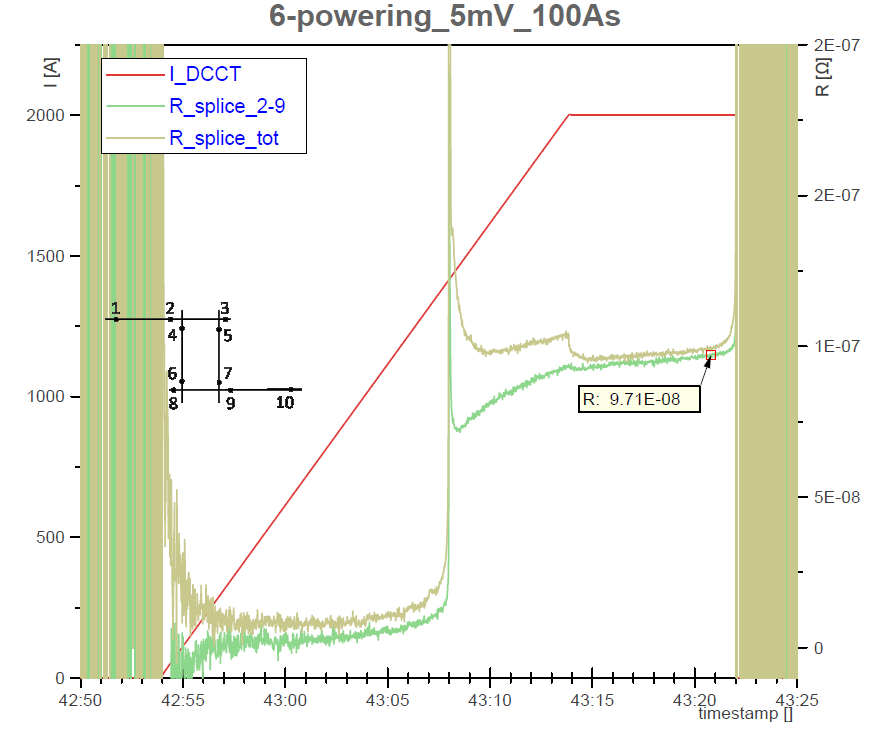 6-powering_5mV_100As
I [A]
R [Ω]
I_DCCT
R_splice_2-9
R_splice_tot
2000
1500
1000
500
0
2E-07
2E-07
1E-07
5E-08
0
1 2 3
4 5
6 7
8 9 10
R: 9.71E-08
42:50 42:55 43:00 43:05 43:10 43:15 43:20 43:25
timestamp []